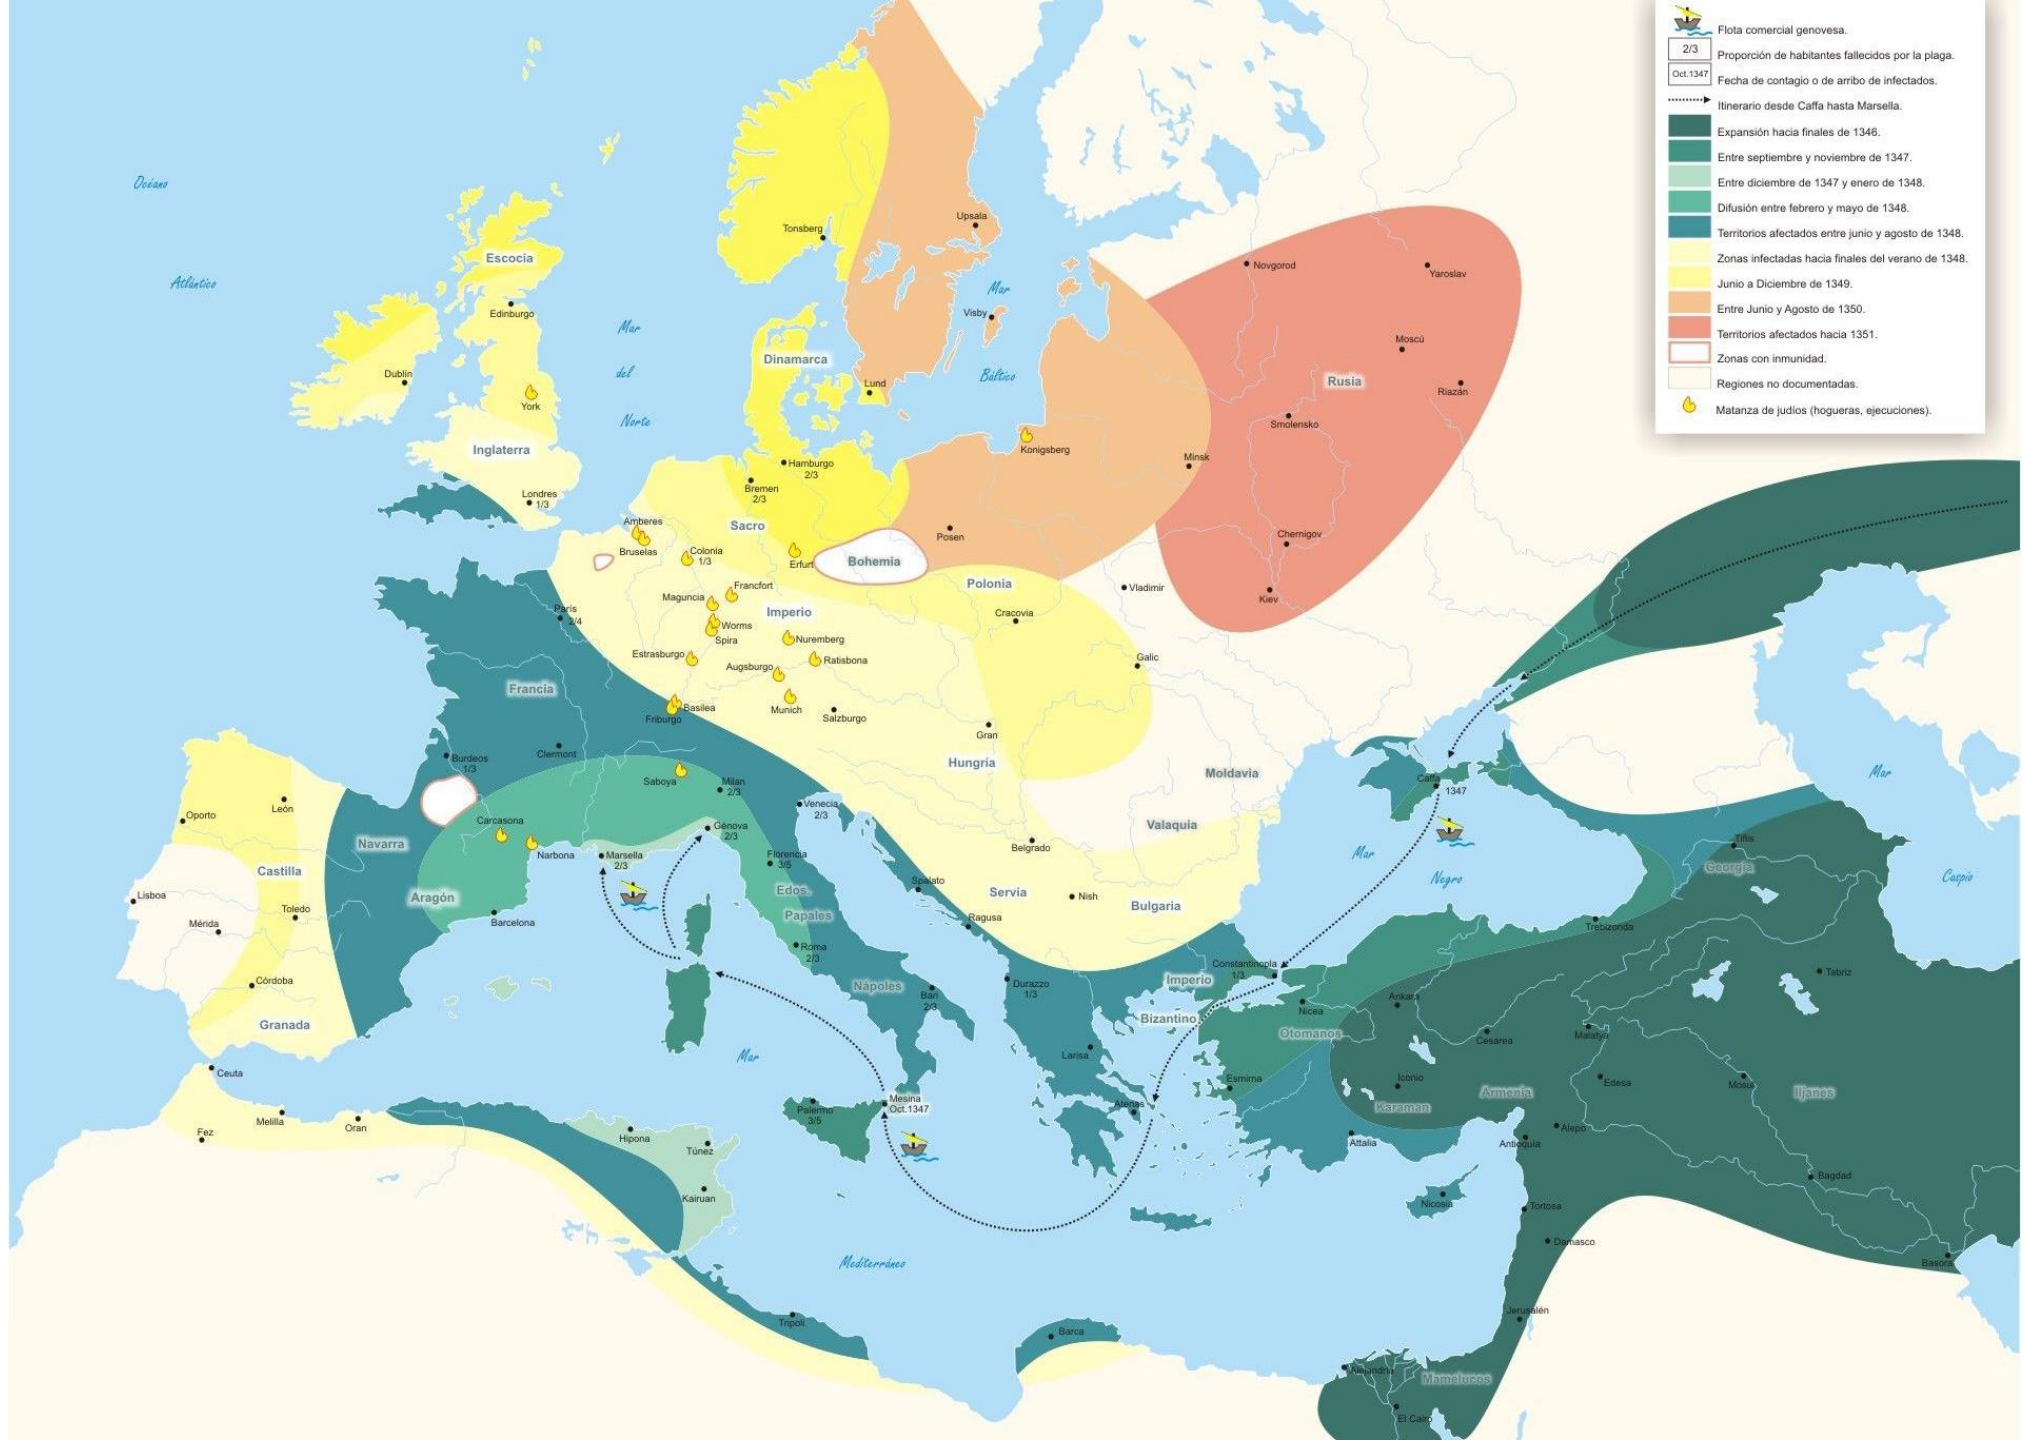 Flota comercial genovesa.
2/3
Proporción de habitantes fallecidos por la plaga.
Oct.1347
Fecha de contagio o de arribo de infectados.
Itinerario desde Caffa hasta Marsella.
Expansión hacia finales de 1346.
Entre septiembre y noviembre de 1347.
Entre diciembre de 1347 y enero de 1348.
Difusión entre febrero y mayo de 1348.
Territorios afectados entre junio y agosto de 1348.
Zonas infectadas hacia finales del verano de 1348.
Junio a Diciembre de 1349.
Entre Junio y Agosto de 1350.
Territorios afectados hacia 1351.
Zonas con inmunidad.
Regiones no documentadas.
Matanza de judíos (hogueras, ejecuciones).
Océano
Atlántico
Mar
del
Norte
Mar
Báltico
Escocia
Edinburgo
Dublín
York
Inglaterra
Londres
1/3
Tonsberg
Upsala
Visby
Dinamarca
Lund
Hamburgo
2/3
Bremen
2/3
Konigsberg
Minsk
Posen
Novgorod
Yaroslav
Moscú
Rusia
Riazán
Smolensko
Chernigov
Kiev
Vladimir
Amberes
Bruselas
Colonia
1/3
Sacro
Erfurt
Bohemia
Polonia
Cracovia
Galic
Francfort
Maguncia
Imperio
Worms
Spira
Nuremberg
Estrasburgo
Ratisbona
Augsburgo
Munich
Salzburgo
Basilea
Friburgo
París
2/4
Francia
Clermont
Burdeos
1/3
Saboya
Milan
2/3
Venecia
2/3
Génova
2/3
Carcasona
Narbona
Marsella
2/3
Florencia
3/5
Edos.
Papales
Roma
2/3
Nápoles
Bari
2/3
Gran
Hungría
Moldavia
Valaquia
Belgrado
Servia
Nish
Bulgaria
Spalato
Ragusa
Durazzo
1/3
Oporto
León
Navarra
Castilla
Aragón
Lisboa
Mérida
Toledo
Barcelona
Córdoba
Granada
Ceuta
Melilla
Oran
Fez
Hipona
Túnez
Kairuan
Tripoli
Barca
Mar
Mediterráneo
Palermo
3/5
Mesina
Oct.1347
Larisa
Atenas
Imperio
Bizantino
Constantinopla
1/3
Nicea
Otomanos
Esmirna
Attalia
Caffa
1347
Mar
Negro
Mar
Caspio
Tiflis
Georgia
Trebizonda
Tabriz
Ankara
Cesarea
Malatya
Iconio
Karaman
Armenia
Edesa
Mosul
Iljanes
Alepo
Antioquía
Bagdad
Nicosia
Tortosa
Damasco
Basora
Jerusalén
Alejandría
Mamelucos
El Cairo